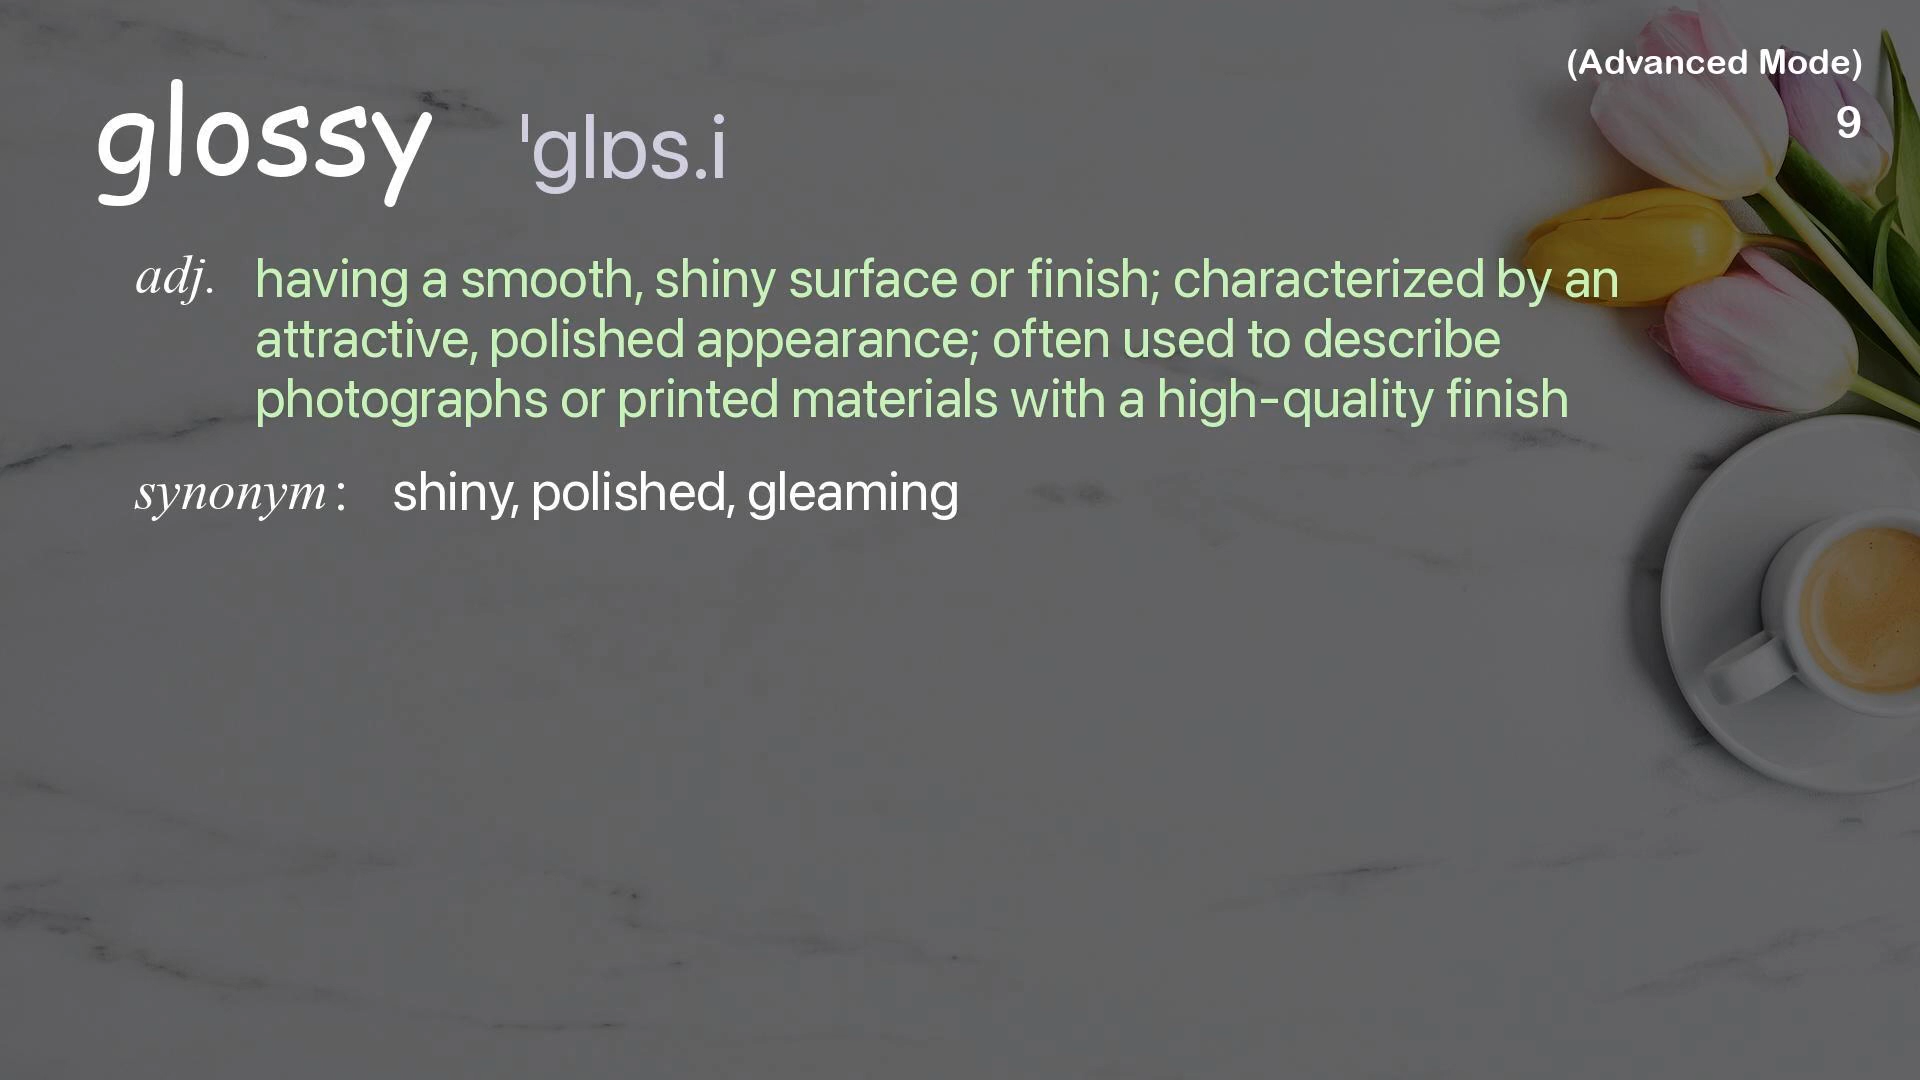 (Advanced Mode)
9
glossy ˈɡlɒs.i
adj. having a smooth, shiny surface or finish; characterized by an
attractive, polished appearance; often used to describe
photographs or printed materials with a high-quality finish
synonym : shiny, polished, gleaming